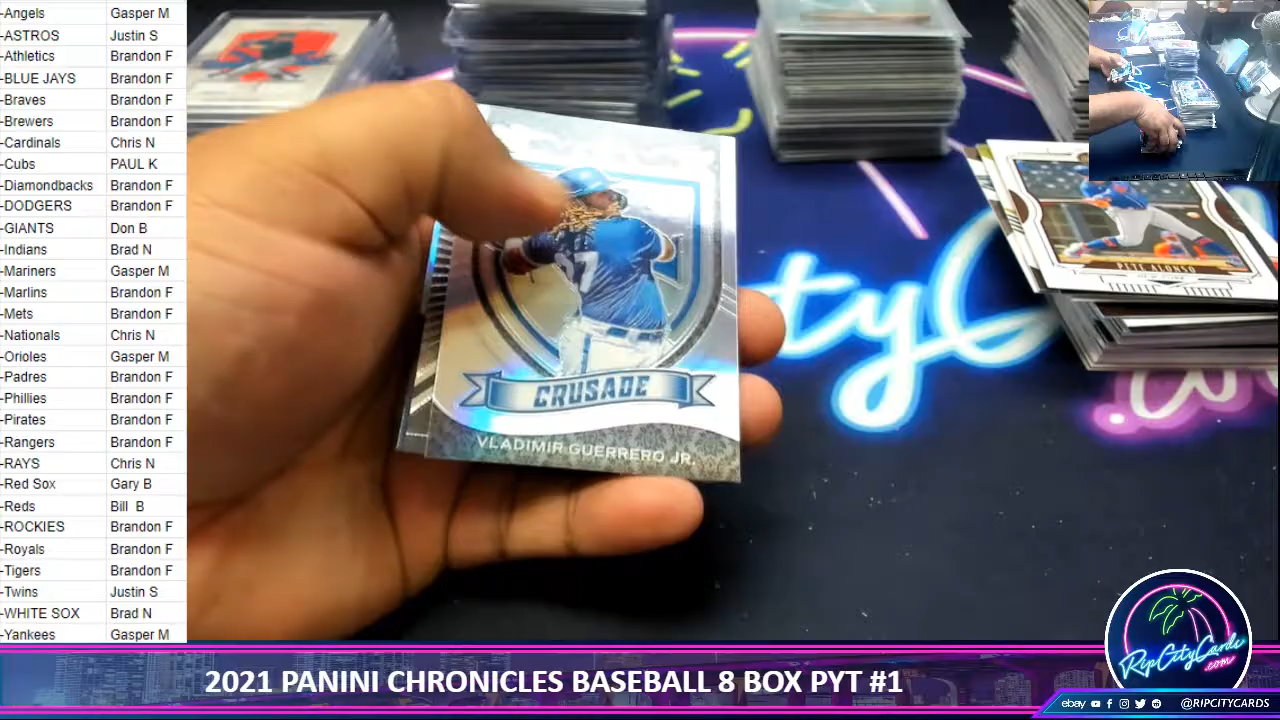 -Angels Gasper M
-ASTROS Justin S
-Athletics Brandon F
-BLUE JAYS Brandon F
-Braves Brandon F
-Brewers Brandon F
-Cardinals Chris N
-Cubs PAUL K
-Diamondbacks Brandon F
-DODGERS Brandon F
-GIANTS Don B
-Indians Brad N
-Mariners Gasper M
-Marlins Brandon F
-Mets Brandon F
-Nationals Chris N
-Orioles Gasper M
-Padres Brandon F
-Phillies Brandon F
-Pirates Brandon F
-Rangers Brandon F
-RAYS Chris N
-Red Sox Gary B
-Reds Bill B
-ROCKIES Brandon F
-Royals Brandon F
-Tigers Brandon F
-Twins Justin S
-WHITE SOX Brad N
-Yankees Gasper M
PETE ALONSO
CRUSADE
VLADIMIR GUERRERO JR.
2021 PANINI CHRONICLES BASEBALL 8 BOX PYT #1
RipCityCards
.com
ebay @RIPCITYCARDS